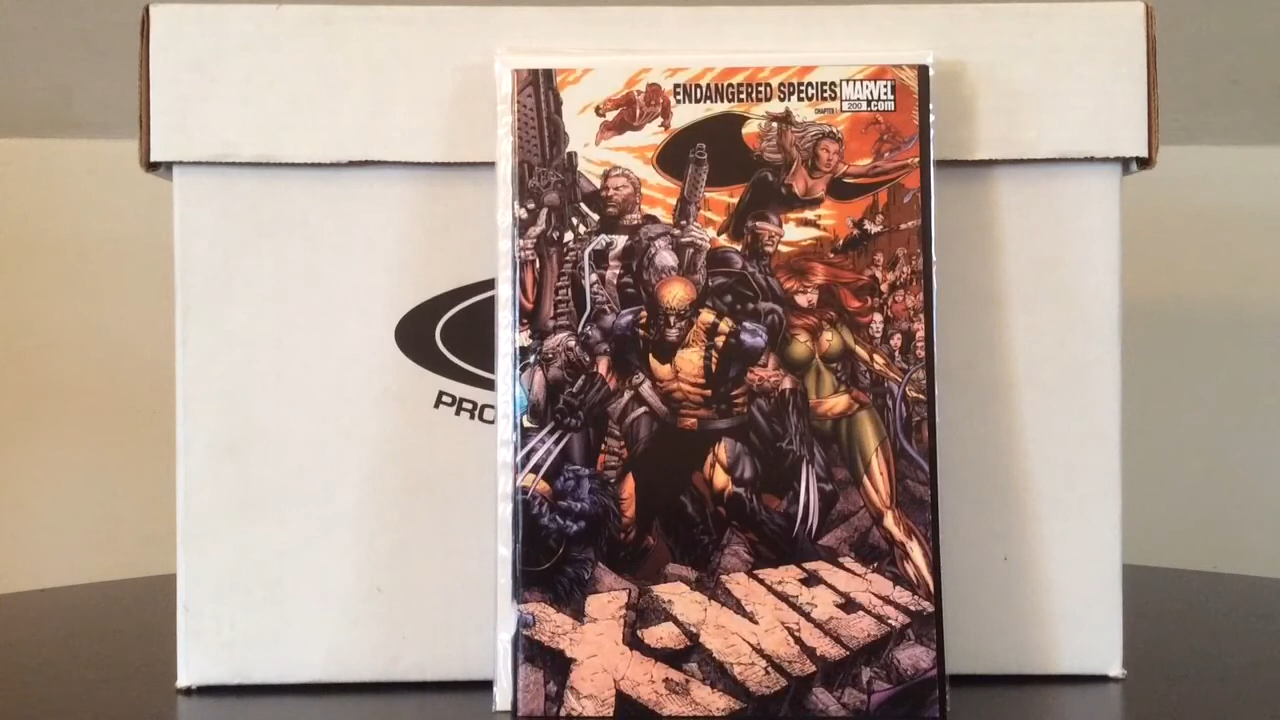 ENDANGERED SPECIES
CHAPTER 1
MARVEL
200 .com
PRO
X-MEN